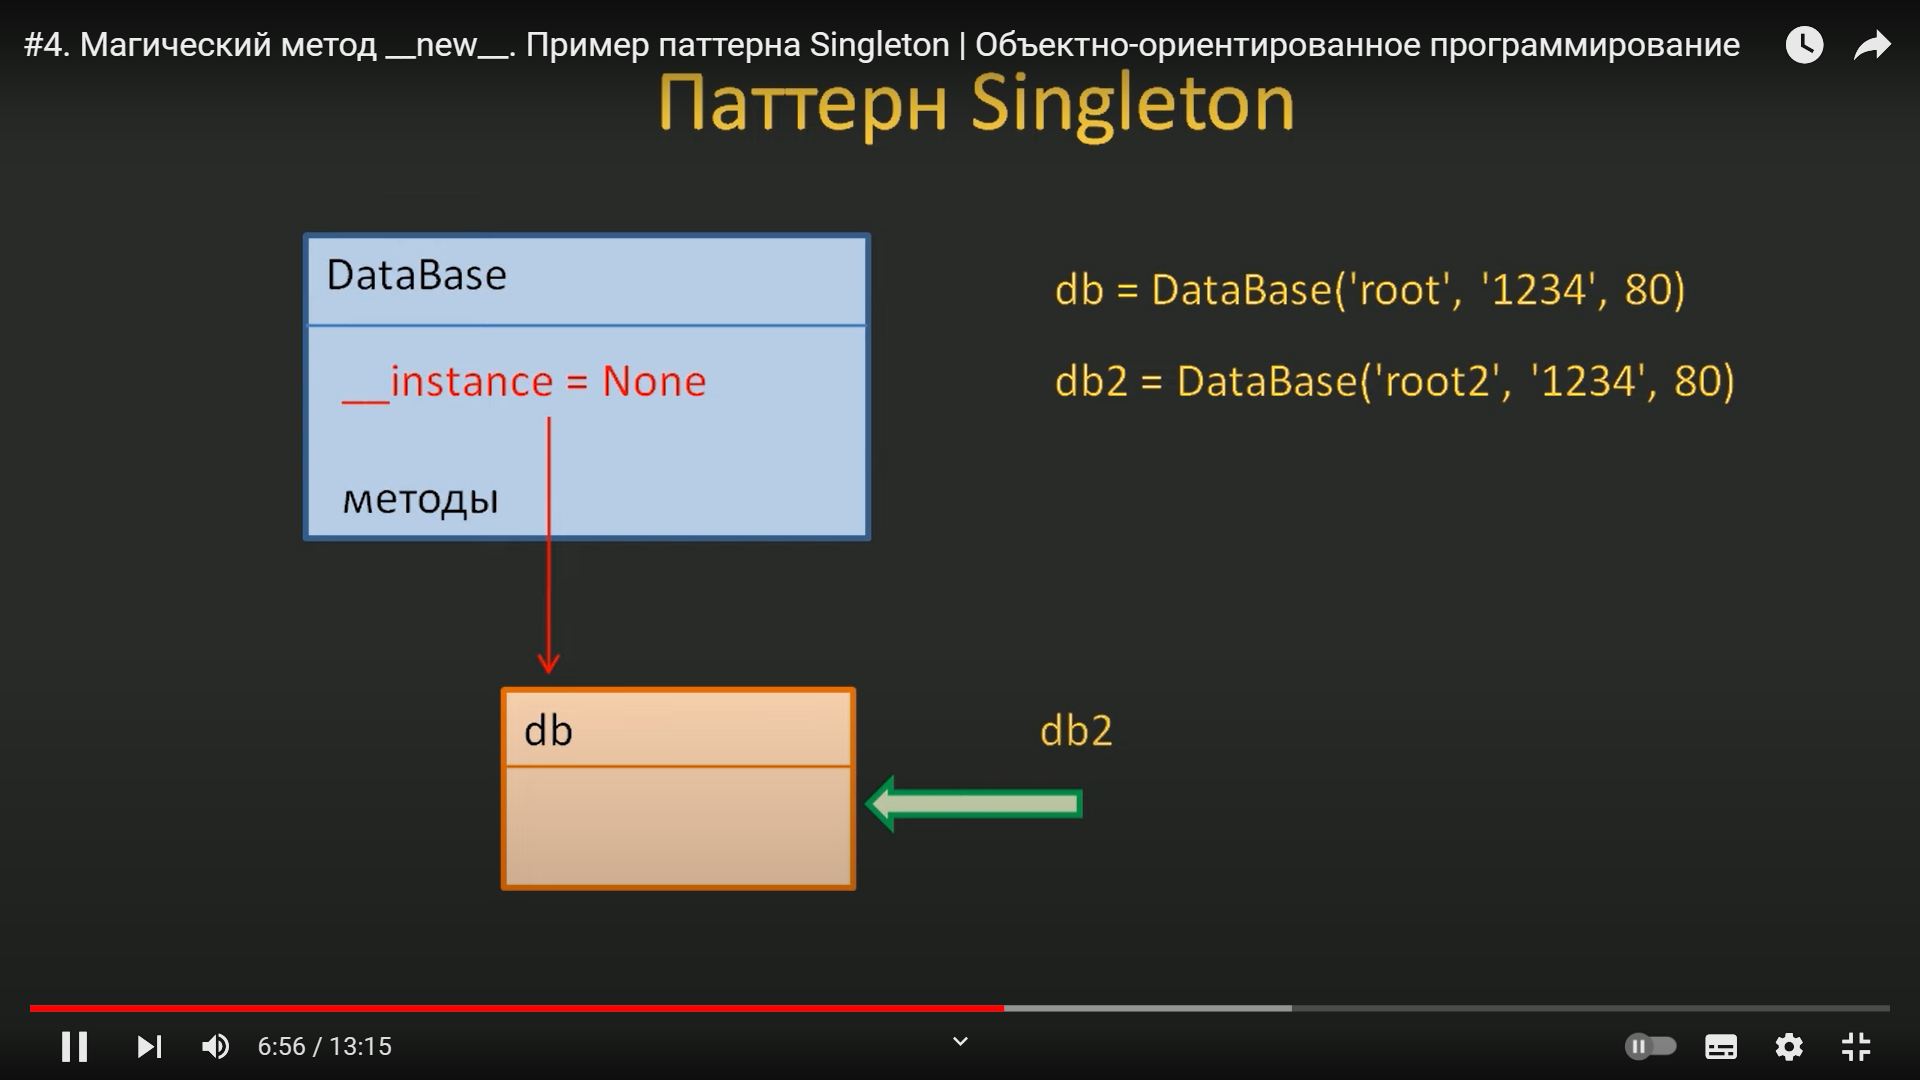 #4. Магический метод __new__. Пример паттерна Singleton | Объектно-ориентированное программирование
Паттерн Singleton
DataBase
__instance = None
методы
db = DataBase('root', '1234', 80)
db2 = DataBase('root2', '1234', 80)
db
db2
6:56 / 13:15